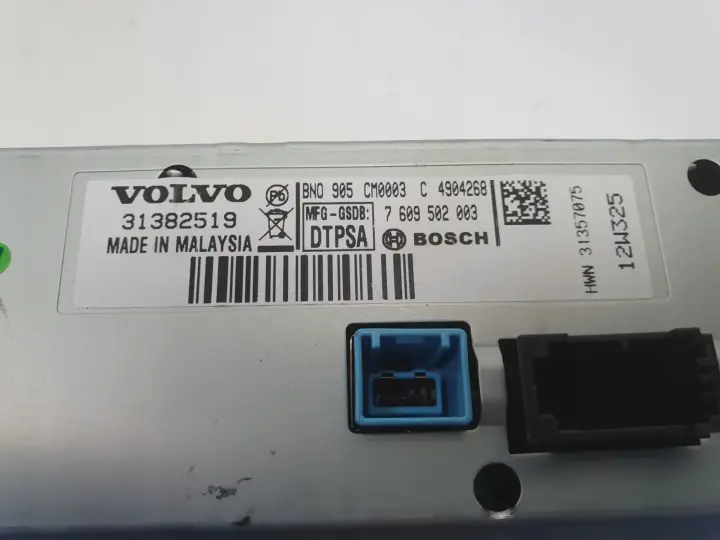 VOLVO
31382519
MADE IN MALAYSIA
BNO 905 CM0003 C 4904268
MFG-GSDB: 7 609 502 003
DTPSA BOSCH
HWN 31357075
12W325